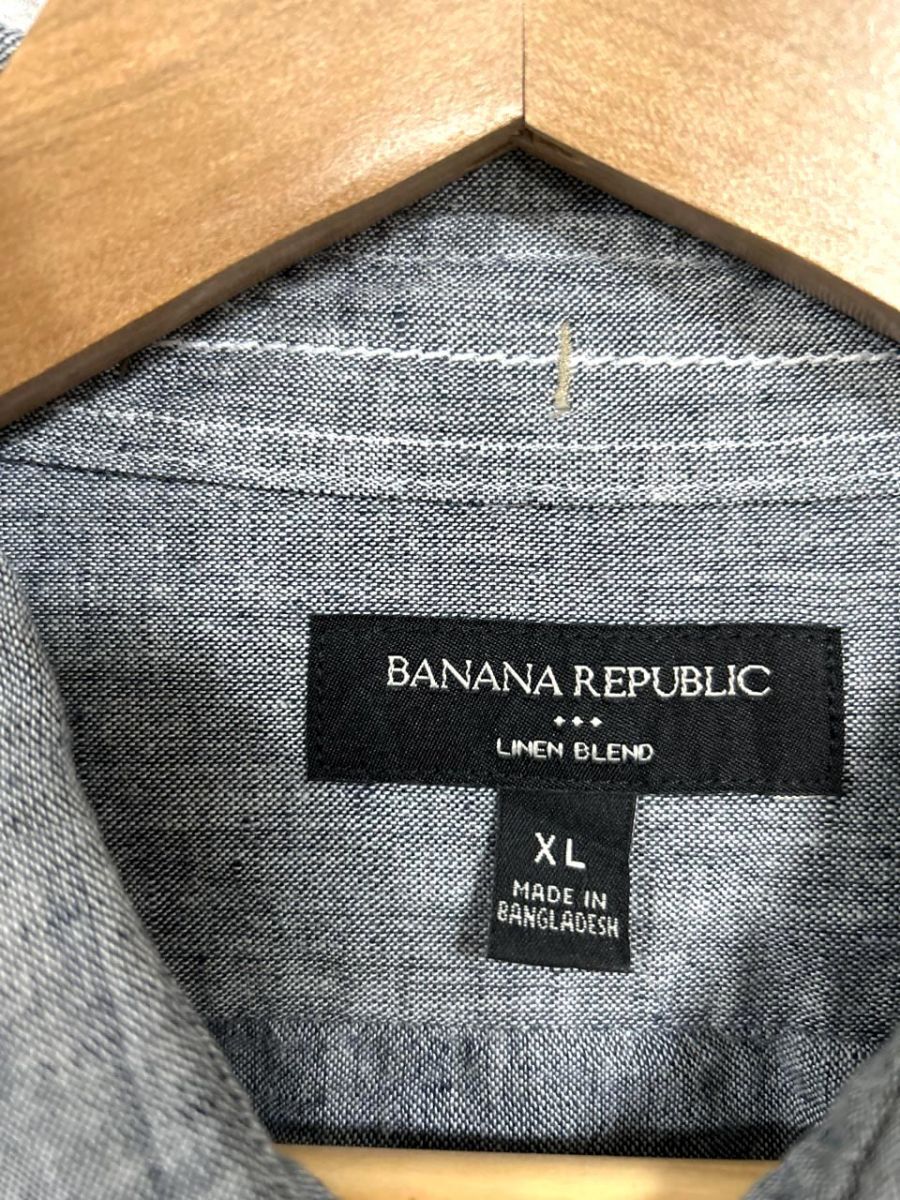 BANANA REPUBLIC
LINEN BLEND
XL
MADE IN
BANGLADESH